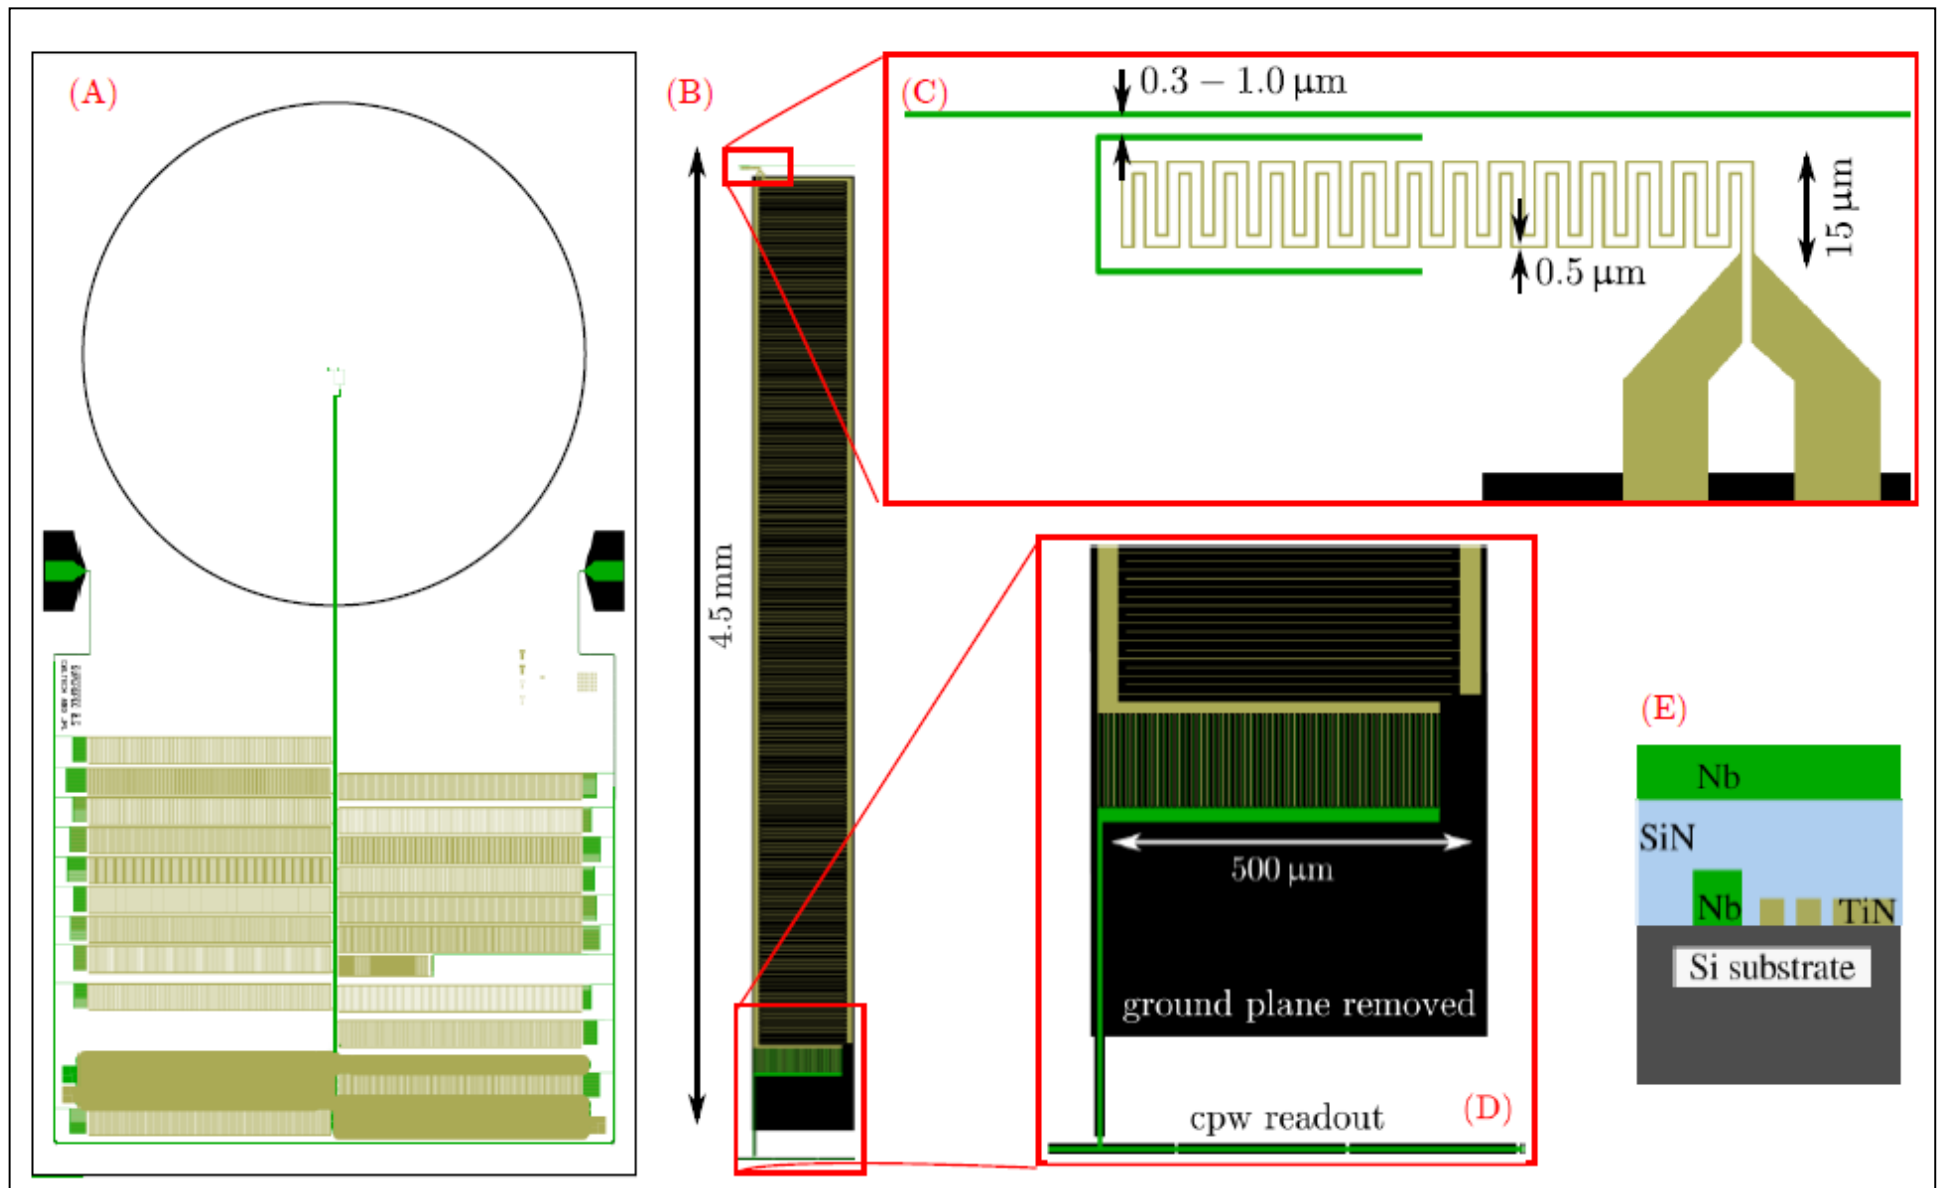 (A)
(B)
4.5 mm
(C)
0.3 − 1.0 µm
15 µm
0.5 µm
500 µm
ground plane removed
cpw readout
(D)
(E)
Nb
SiN
Nb
TiN
Si substrate